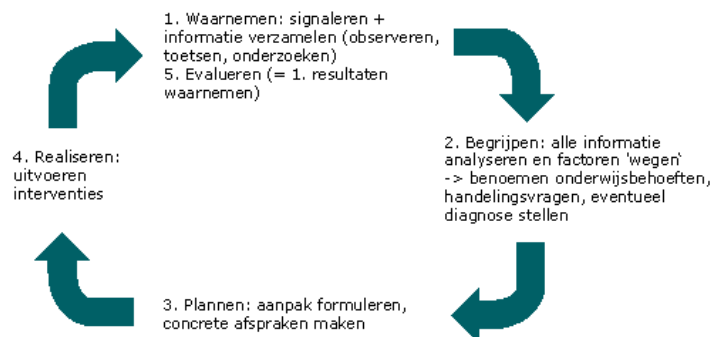 1. Waarnemen: signaleren +
informatie verzamelen (observeren,
toetsen, onderzoeken)
5. Evalueren (= 1. resultaten
waarnemen)
2. Begrijpen: alle informatie
analyseren en factoren 'wegen'
-> benoemen onderwijsbehoeften,
handelingsvragen, eventueel
diagnose stellen
3. Plannen: aanpak formuleren,
concrete afspraken maken
4. Realiseren:
uitvoeren
interventies